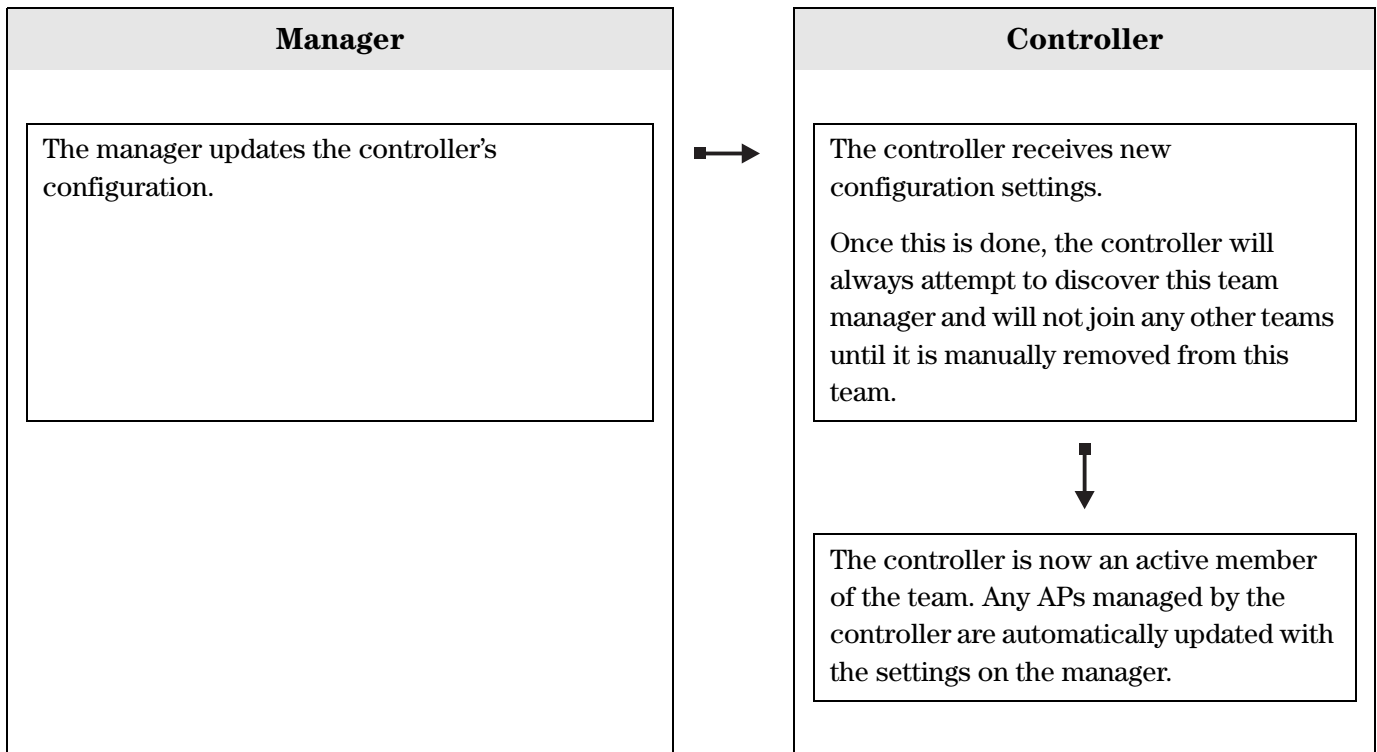 Manager
The manager updates the controller's
configuration.
Controller
The controller receives new
configuration settings.
Once this is done, the controller will
always attempt to discover this team
manager and will not join any other teams
until it is manually removed from this
team.
The controller is now an active member
of the team. Any APs managed by the
controller are automatically updated with
the settings on the manager.